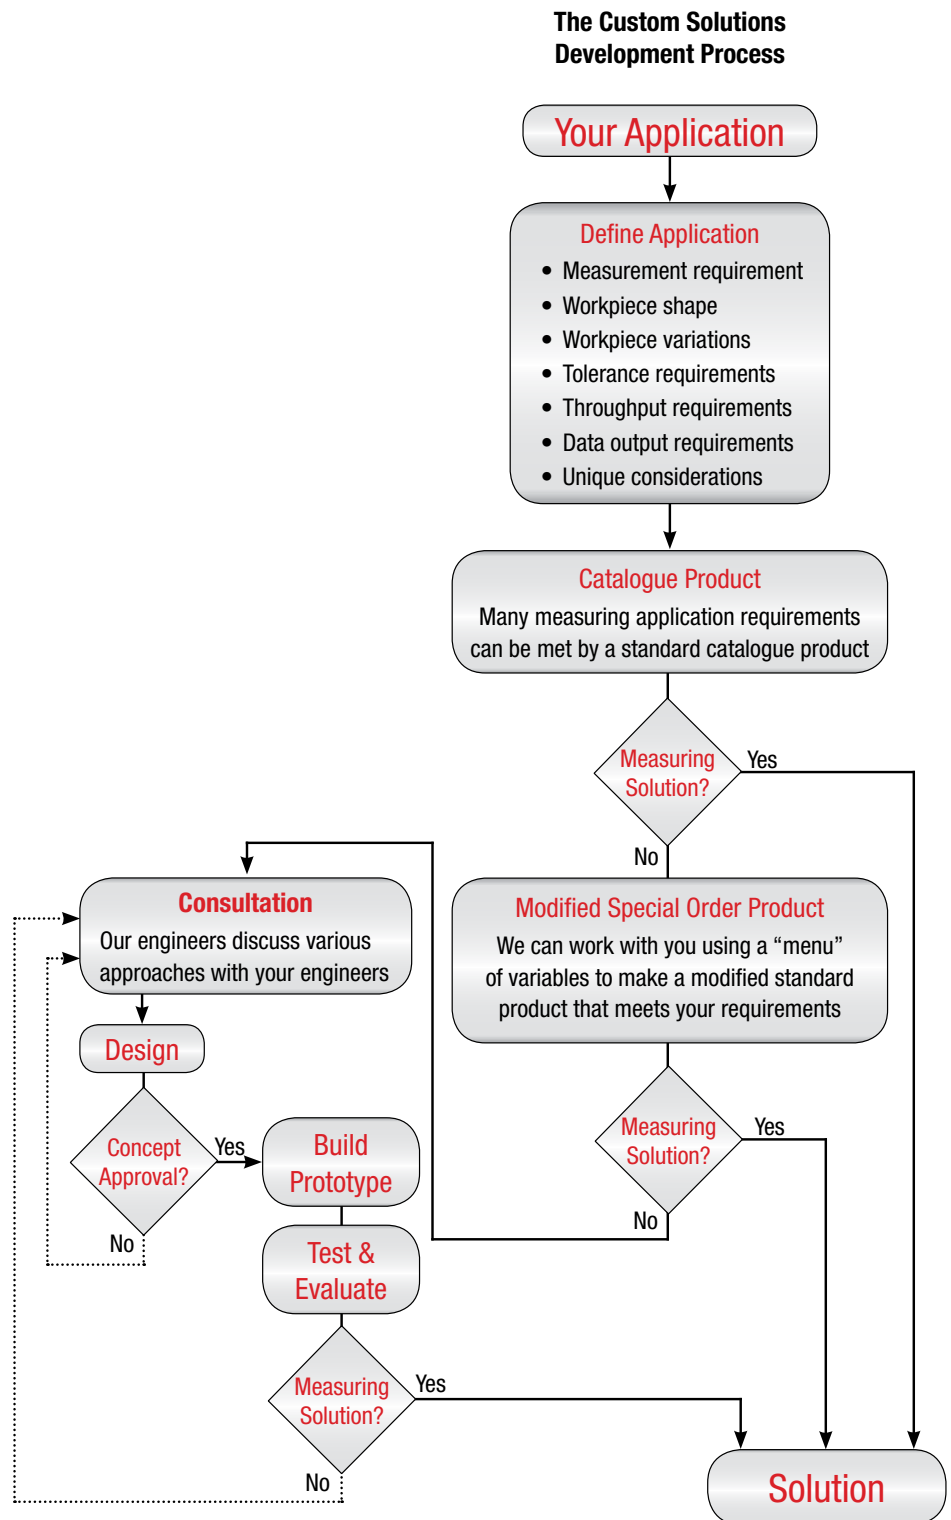 The Custom Solutions
Development Process
Your Application
Define Application
• Measurement requirement
• Workpiece shape
• Workpiece variations
• Tolerance requirements
• Throughput requirements
• Data output requirements
• Unique considerations
Catalogue Product
Many measuring application requirements
can be met by a standard catalogue product
Measuring
Solution?
Yes
No
Modified Special Order Product
We can work with you using a “menu”
of variables to make a modified standard
product that meets your requirements
Measuring
Solution?
Yes
No
Consultation
Our engineers discuss various
approaches with your engineers
Design
Concept
Approval?
Yes
No
Build
Prototype
Test &
Evaluate
Measuring
Solution?
Yes
No
Solution